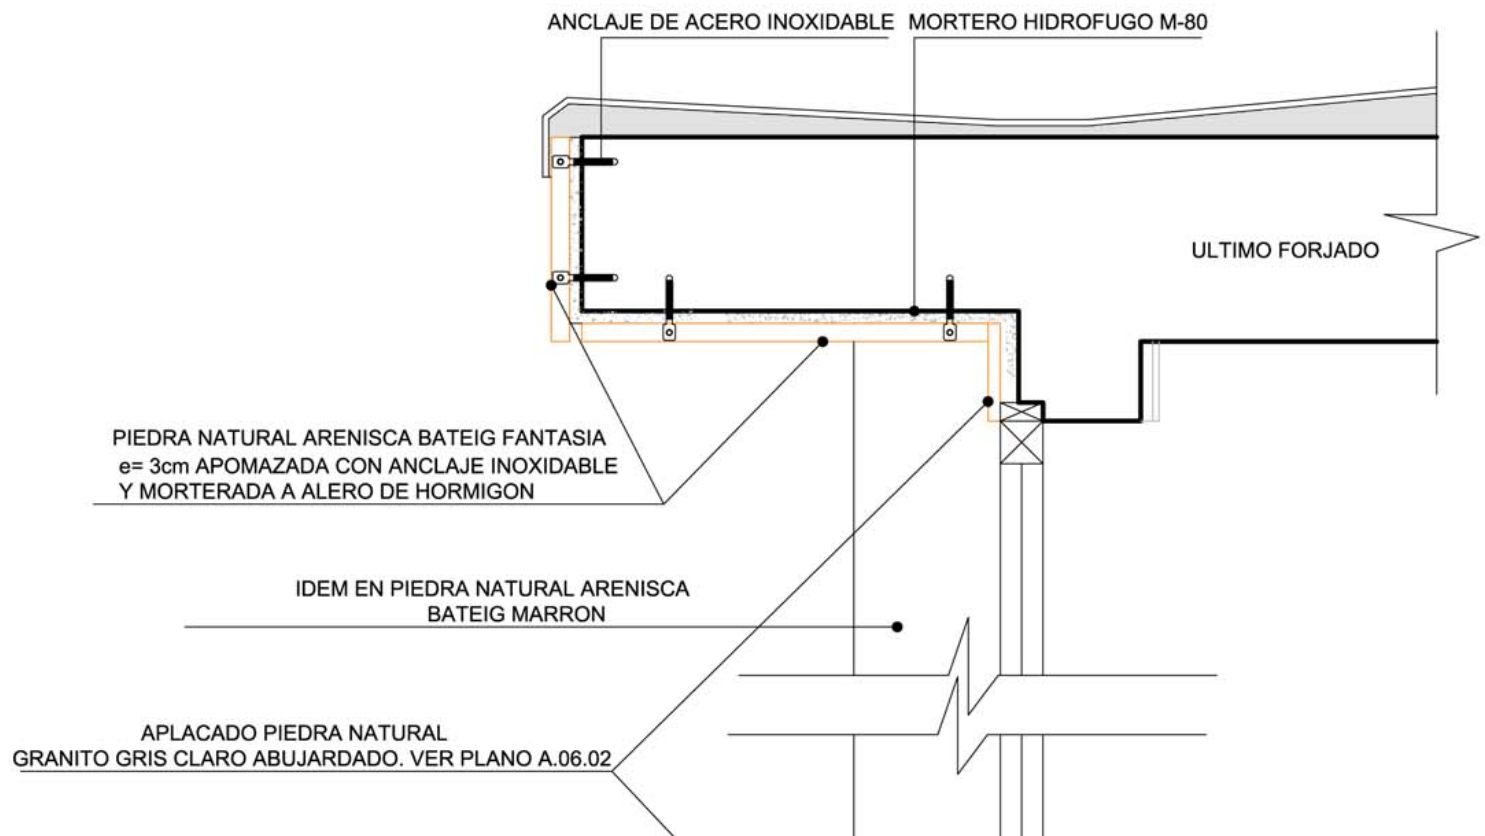 ANCLAJE DE ACERO INOXIDABLE
MORTERO HIDROFUGO M-80
ULTIMO FORJADO
PIEDRA NATURAL ARENISCA BATEIG FANTASIA
e= 3cm APOMAZADA CON ANCLAJE INOXIDABLE
Y MORTERADA A ALERO DE HORMIGON
IDEM EN PIEDRA NATURAL ARENISCA
BATEIG MARRON
APLACADO PIEDRA NATURAL
GRANITO GRIS CLARO ABUJARDADO. VER PLANO A.06.02